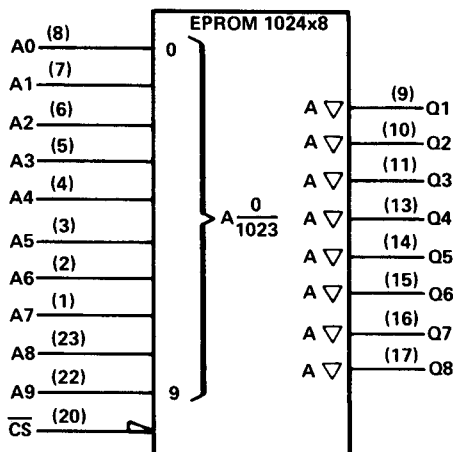 EPROM 1024x8
A0 (8) 0
A1 (7)
A2 (6)
A3 (5)
A4 (4)
A5 (3)
A6 (2)
A7 (1)
A8 (23)
A9 (22) 9
CS (20)
A 0
1023
A (9) Q1
A (10) Q2
A (11) Q3
A (13) Q4
A (14) Q5
A (15) Q6
A (16) Q7
A (17) Q8